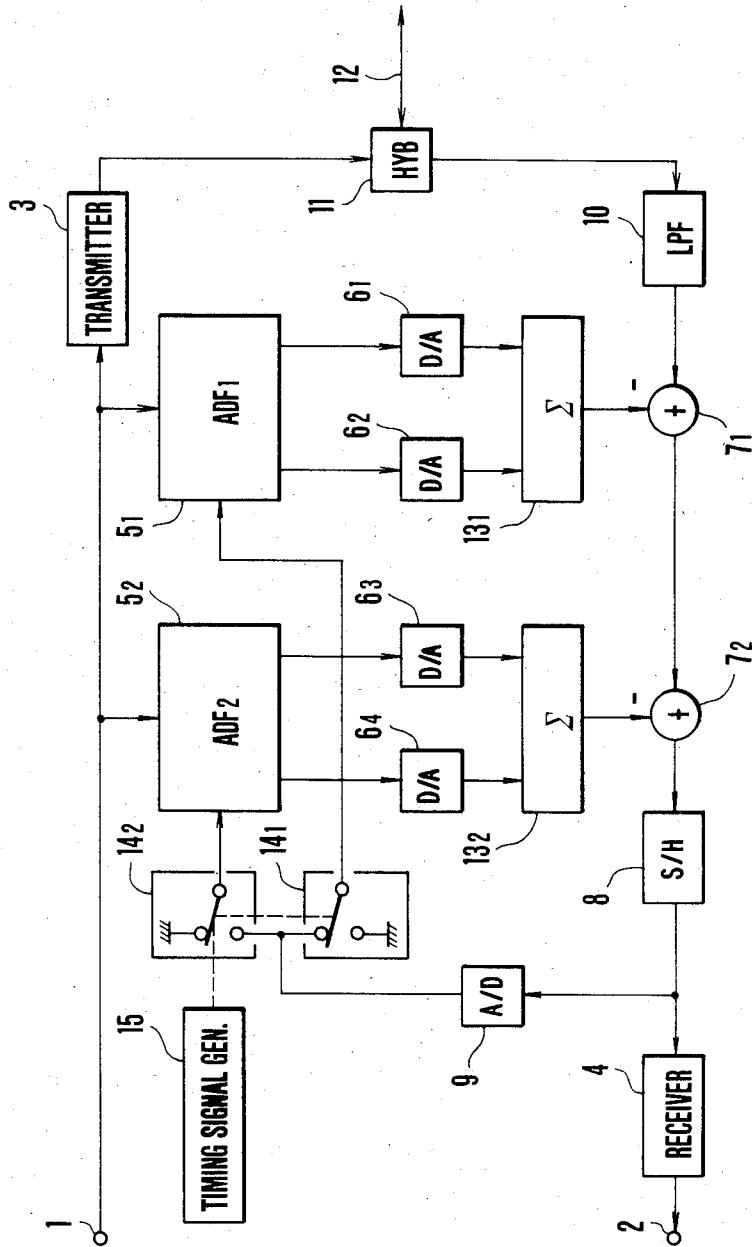 1
3
TRANSMITTER
12
HYB
11
10
LPF
ADF1
51
ADF2
52
61
D/A
62
D/A
63
D/A
64
D/A
Σ
131
Σ
132
-
+
71
-
+
72
142
141
15
TIMING SIGNAL GEN.
S/H
8
A/D
9
4
RECEIVER
2